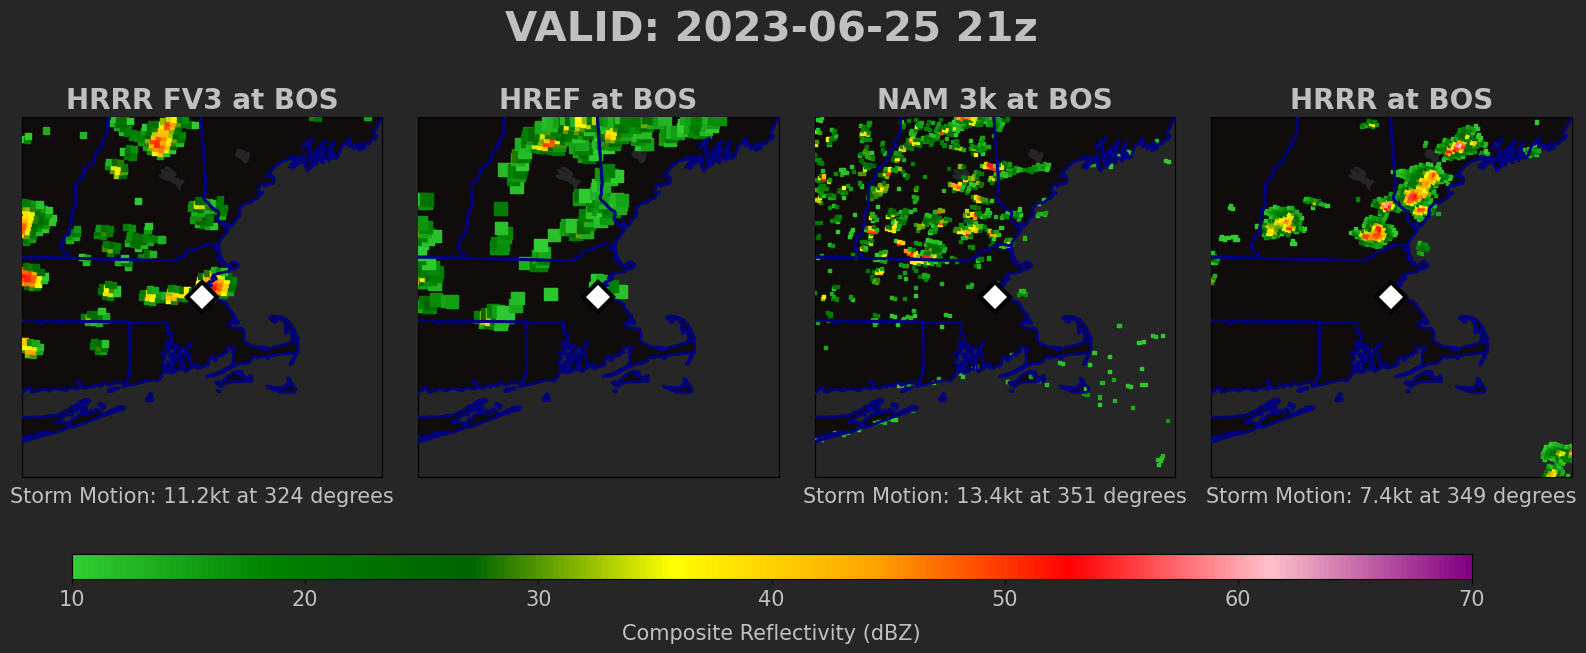 VALID: 2023-06-25 21z
HRRR FV3 at BOS
HREF at BOS
NAM 3k at BOS
HRRR at BOS
Storm Motion: 11.2kt at 324 degrees
Storm Motion: 13.4kt at 351 degrees
Storm Motion: 7.4kt at 349 degrees
10 20 30 40 50 60 70
Composite Reflectivity (dBZ)